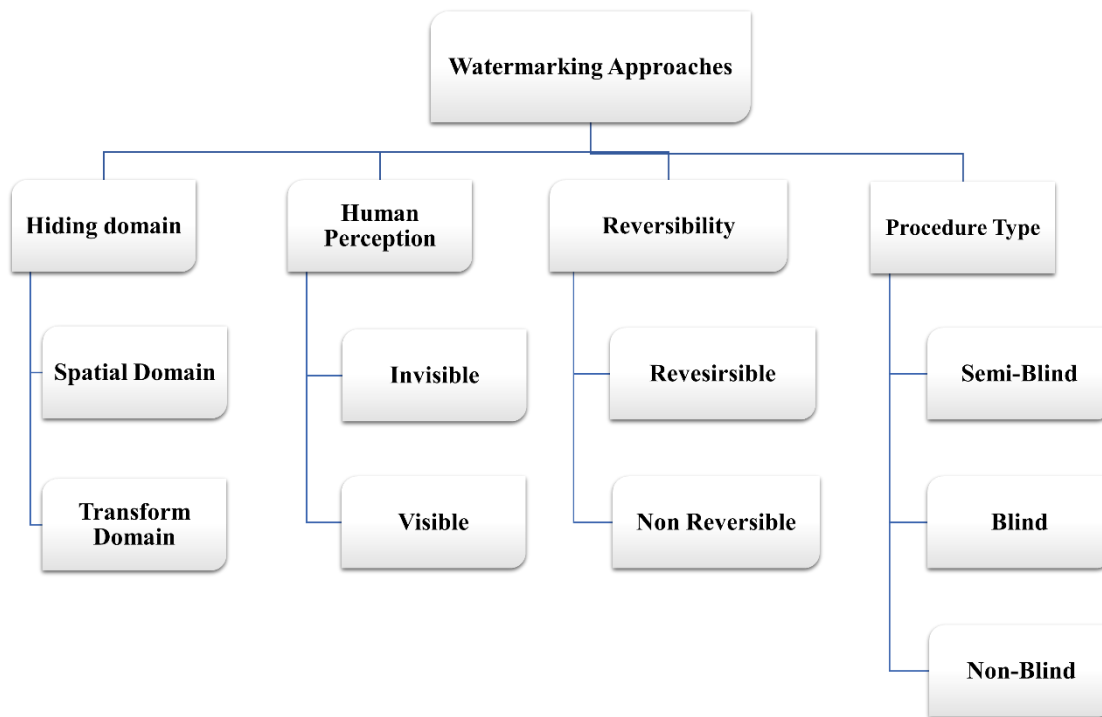 Watermarking Approaches
Hiding domain
Human
Perception
Reversibility
Procedure Type
Spatial Domain
Invisible
Revesirsible
Semi-Blind
Transform
Domain
Visible
Non Reversible
Blind
Non-Blind